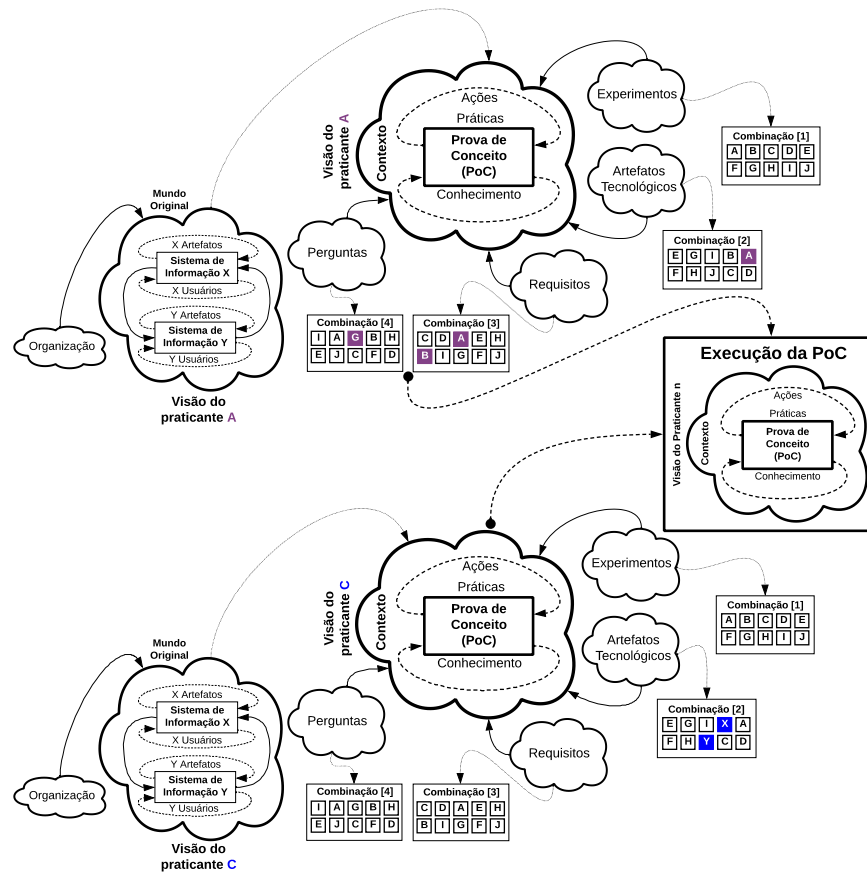 Ações
Práticas
Prova de
Conceito
(PoC)
Conhecimento
Contexto
Visão do
praticante A
Experimentos
Combinação [1]
A B C D E
F G H I J
Artefatos
Tecnológicos
Combinação [2]
E G I B A
F H J C D
Mundo
Original
X Artefatos
Sistema de
Informação X
X Usuários
Y Artefatos
Sistema de
Informação Y
Y Usuários
Organização
Visão do
praticante A
Perguntas
Requisitos
Combinação [4]
I A G B H
E J C F D
Combinação [3]
C D A E H
B I G F J
Execução da PoC
Visão do Praticante n
Contexto
Ações
Práticas
Prova de
Conceito
(PoC)
Conhecimento
Ações
Práticas
Prova de
Conceito
(PoC)
Conhecimento
Contexto
Visão do
praticante C
Experimentos
Combinação [1]
A B C D E
F G H I J
Artefatos
Tecnológicos
Combinação [2]
E G I X A
F H Y C D
Mundo
Original
X Artefatos
Sistema de
Informação X
X Usuários
Y Artefatos
Sistema de
Informação Y
Y Usuários
Organização
Visão do
praticante C
Perguntas
Requisitos
Combinação [4]
I A G B H
E J C F D
Combinação [3]
C D A E H
B I G F J